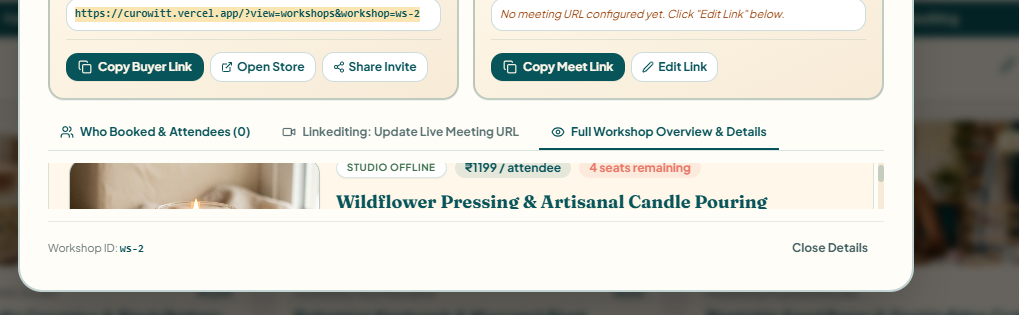 https://curowitt.vercel.app/?view=workshops&workshop=ws-2
No meeting URL configured yet. Click "Edit Link" below.
Copy Buyer Link
Open Store
Share Invite
Copy Meet Link
Edit Link
Who Booked & Attendees (0)
Linkediting: Update Live Meeting URL
Full Workshop Overview & Details
STUDIO OFFLINE
₹1199 / attendee
4 seats remaining
Wildflower Pressing & Artisanal Candle Pouring
Workshop ID: ws-2
Close Details